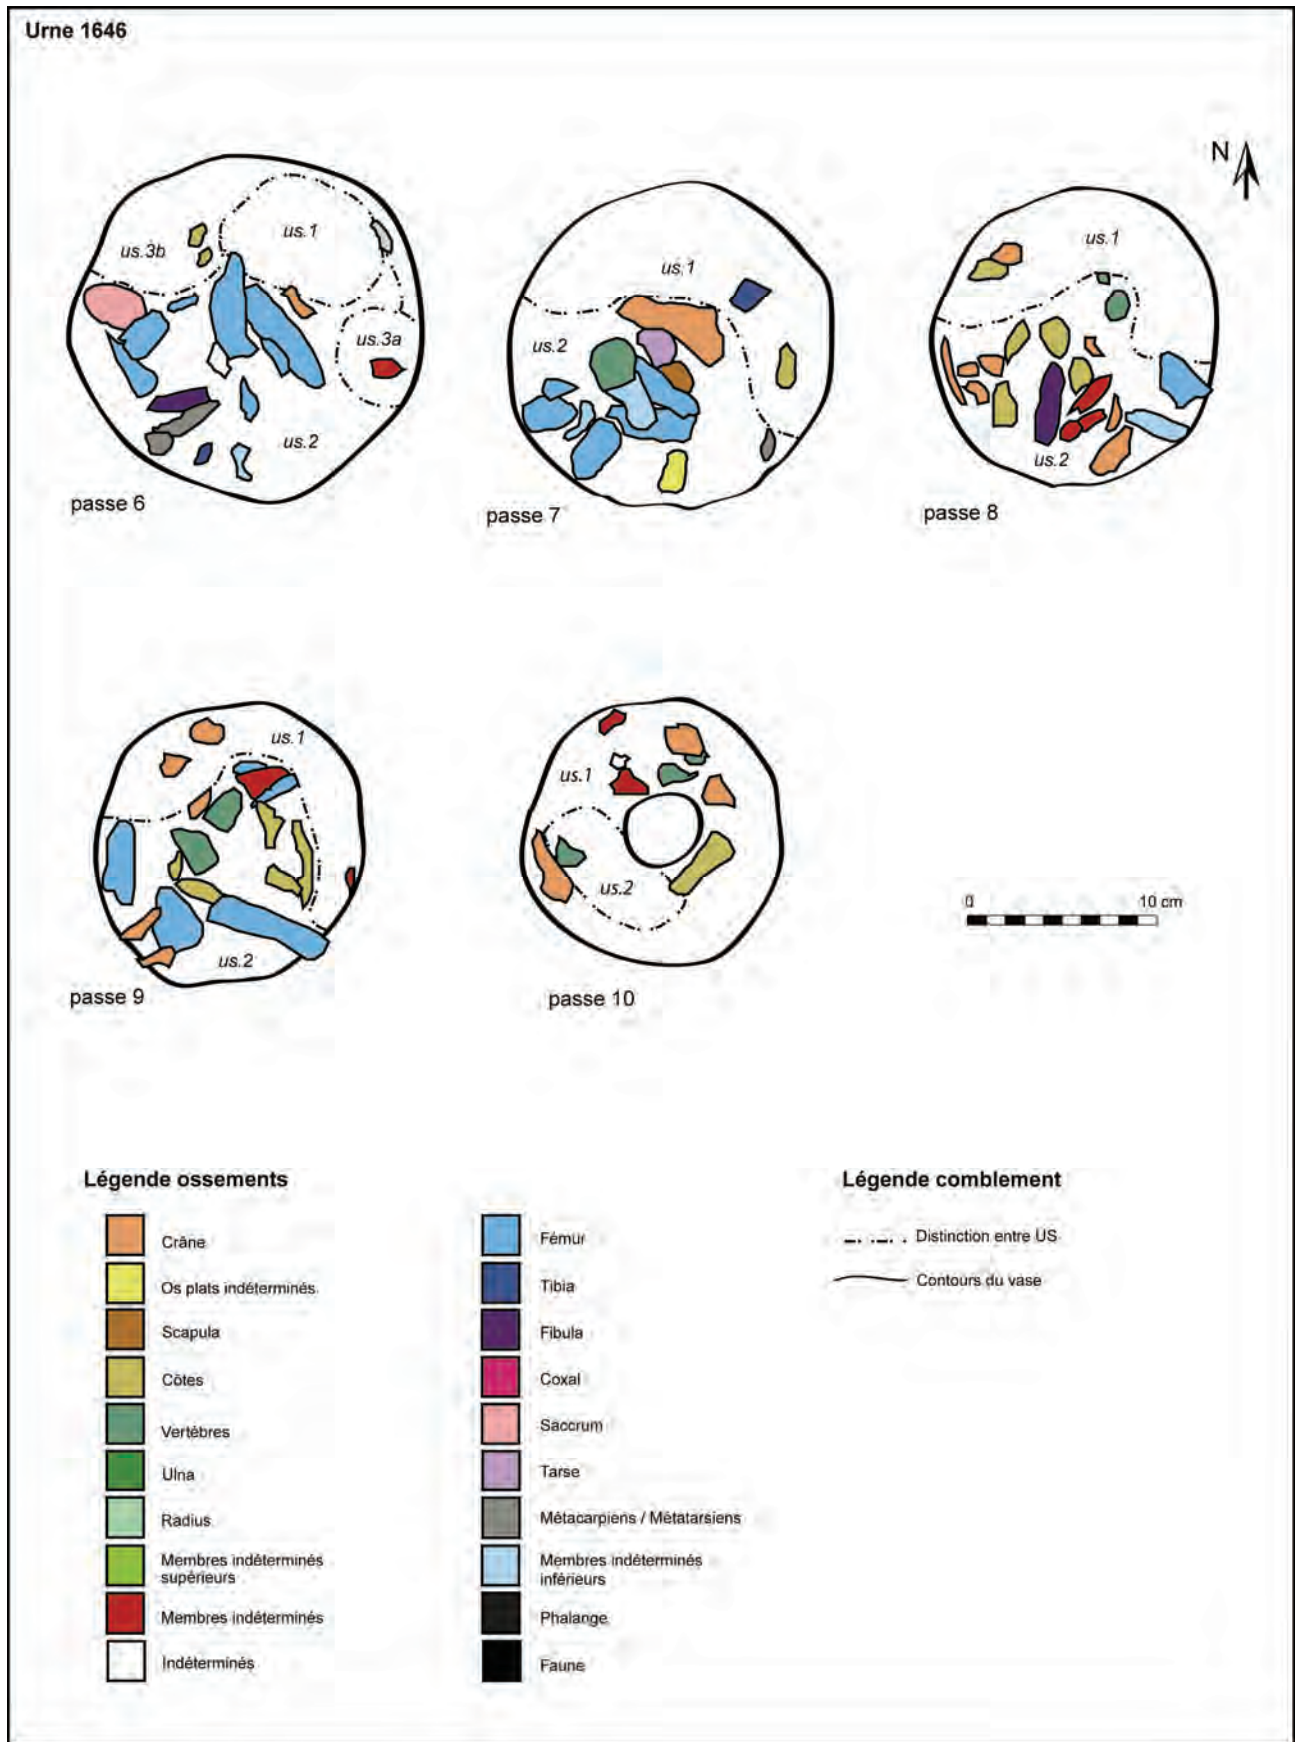 Urne 1646
N
us.3b
us.1
us.3a
us.2
passe 6
us.1
us.2
passe 7
us.1
us.2
passe 8
us.1
us.2
passe 9
us.1
us.2
passe 10
0 10 cm
Légende ossements
Crâne
Os plats indéterminés
Scapula
Côtes
Vertébres
Ulna
Radius
Membres indéterminés
supérieurs
Membres indéterminés
Indéterminés
Fémur
Tibia
Fibula
Coxal
Saccrum
Tarse
Métacarpiens / Métatarsiens
Membres indéterminés
inférieurs
Phalange
Faune
Légende comblement
Distinction entre US
Contours du vase